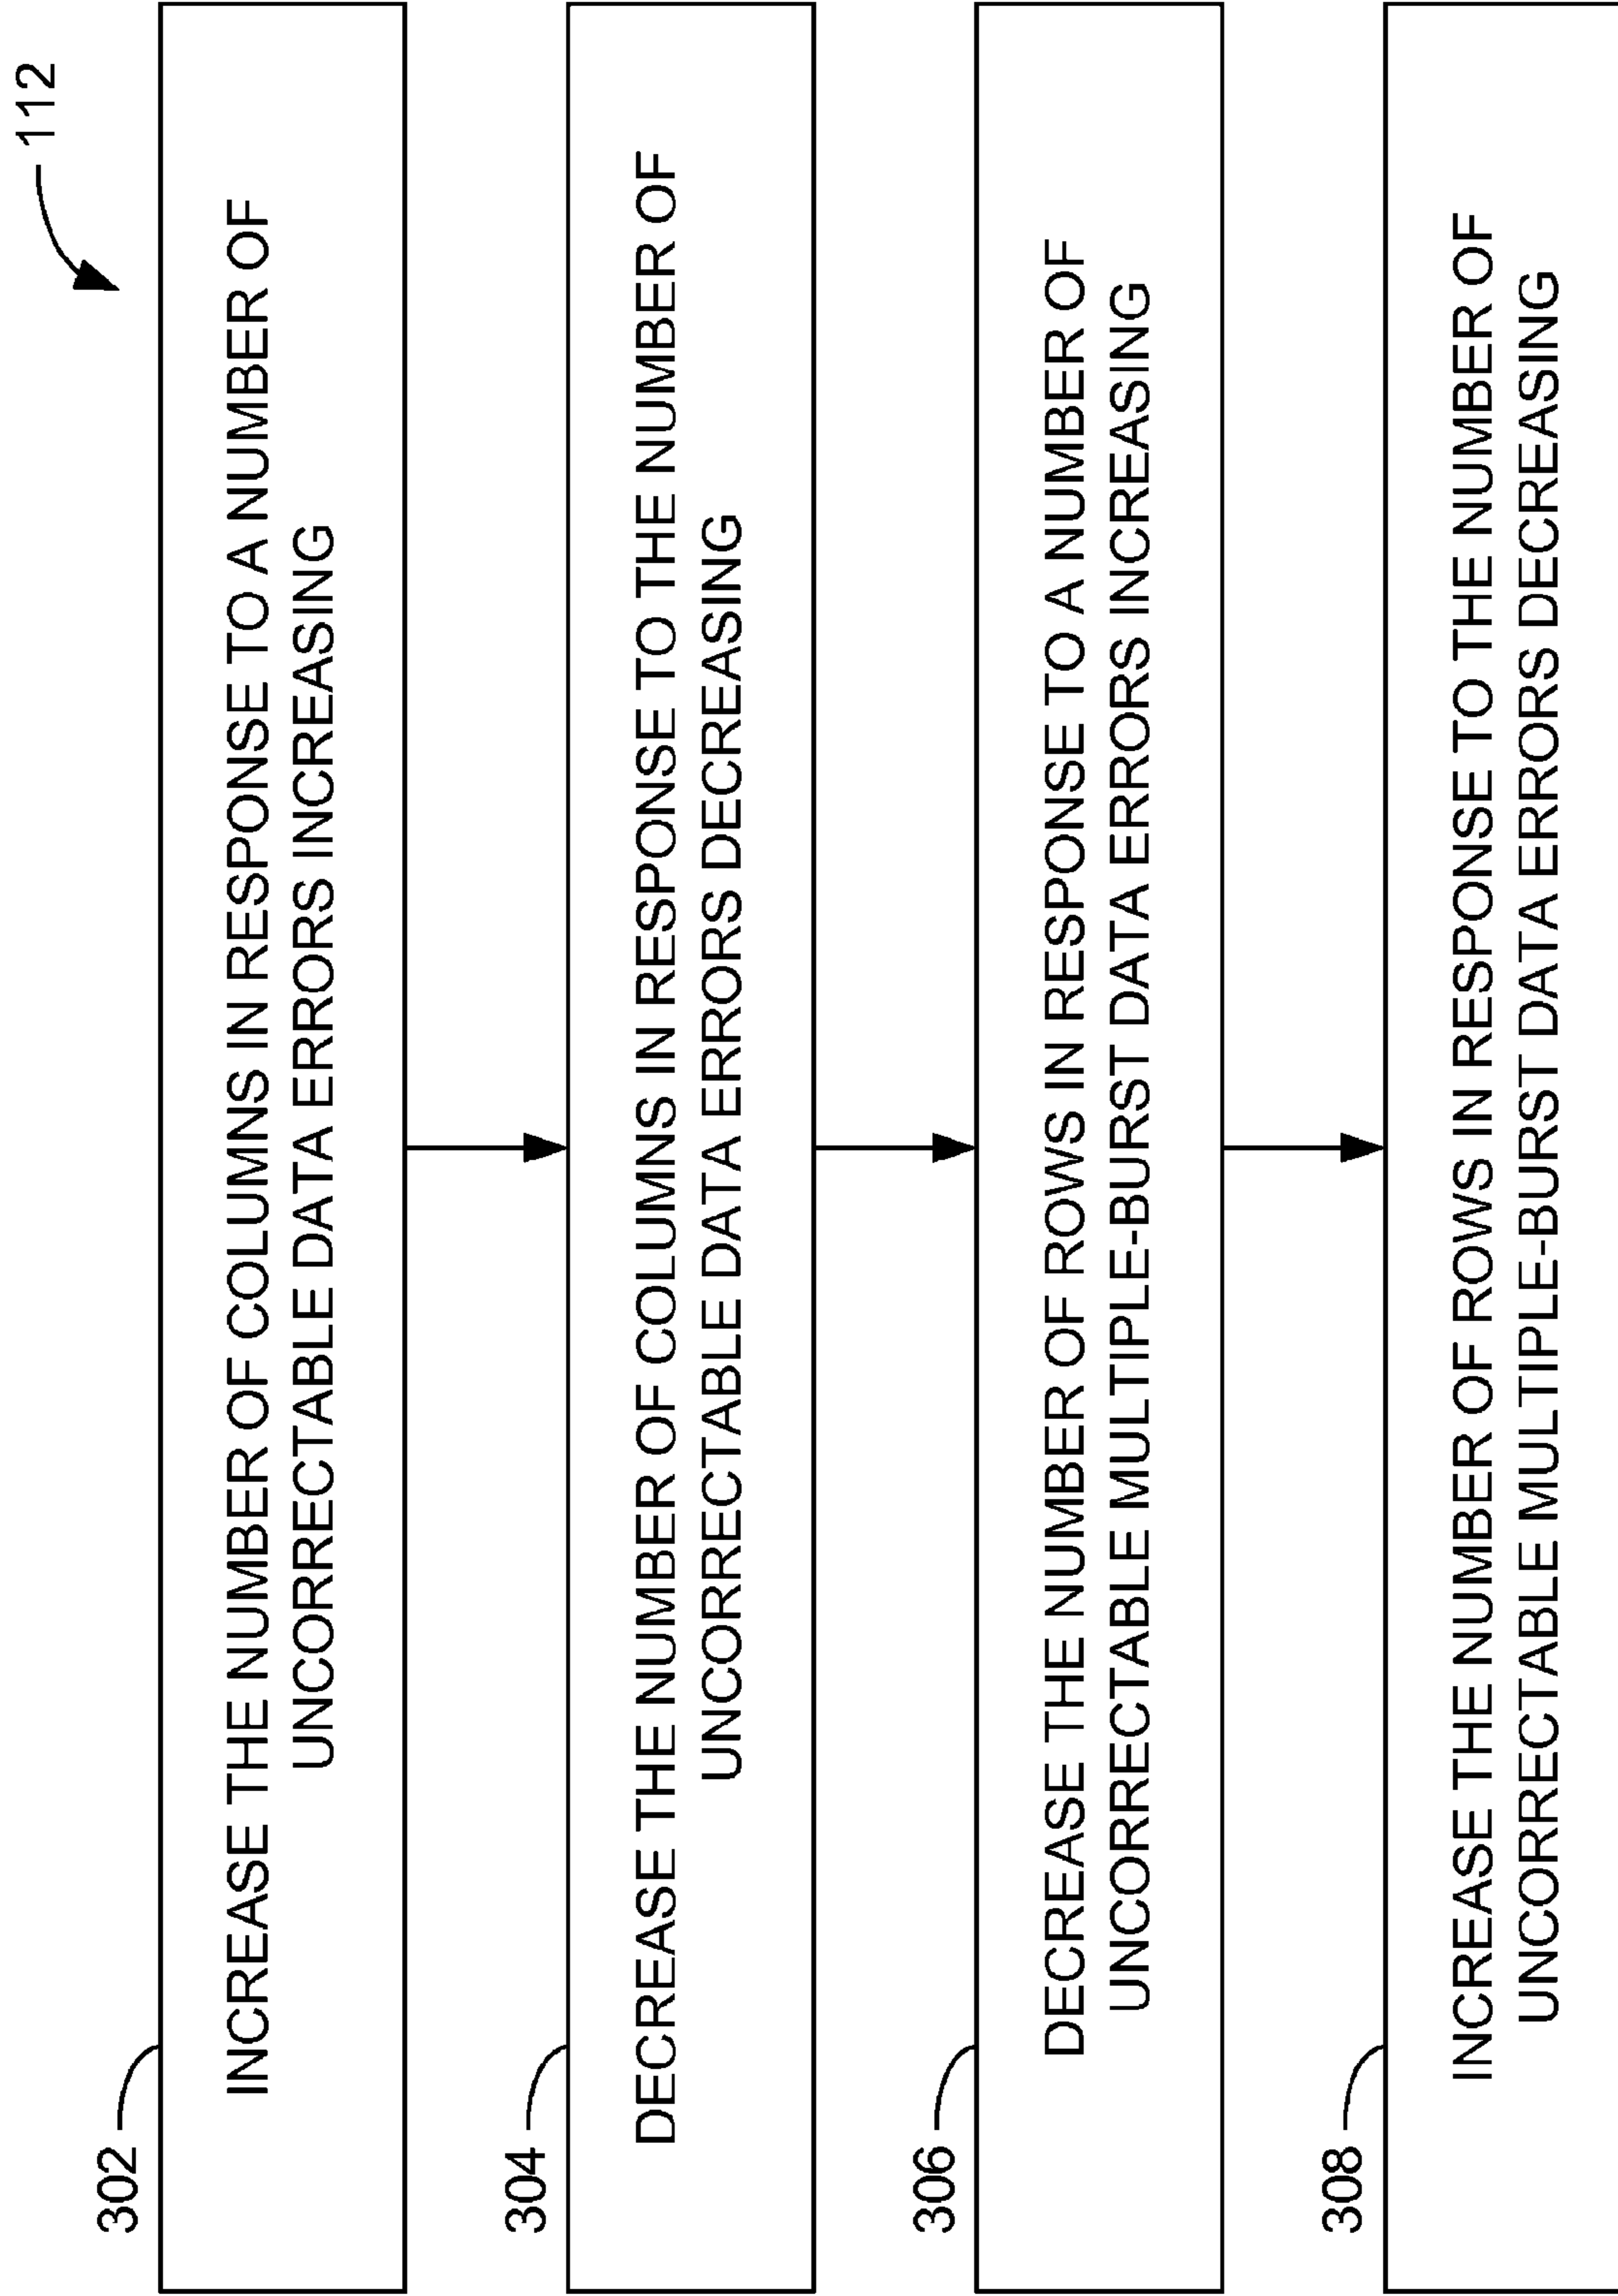 112
302
INCREASE THE NUMBER OF COLUMNS IN RESPONSE TO A NUMBER OF
UNCORRECTABLE DATA ERRORS INCREASING
304
DECREASE THE NUMBER OF COLUMNS IN RESPONSE TO THE NUMBER OF
UNCORRECTABLE DATA ERRORS DECREASING
306
DECREASE THE NUMBER OF ROWS IN RESPONSE TO A NUMBER OF
UNCORRECTABLE MULTIPLE-BURST DATA ERRORS INCREASING
308
INCREASE THE NUMBER OF ROWS IN RESPONSE TO THE NUMBER OF
UNCORRECTABLE MULTIPLE-BURST DATA ERRORS DECREASING